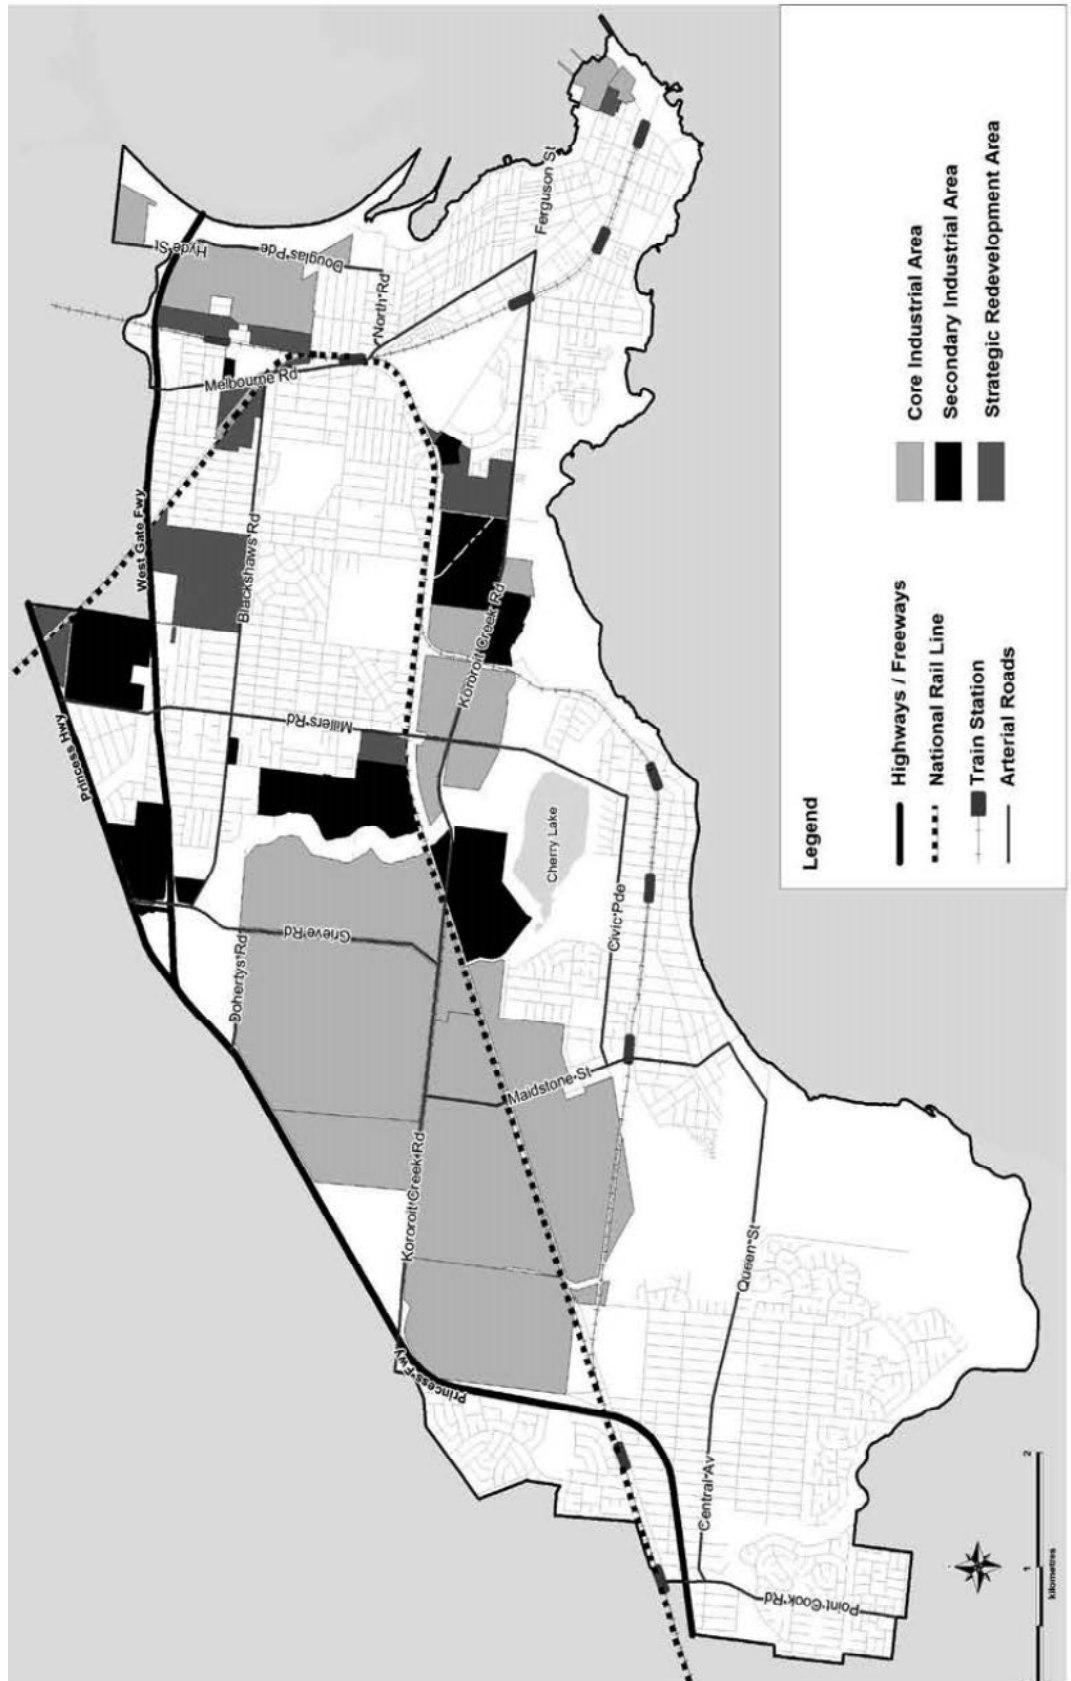 Princess Fwy
Point Cook Rd
Central Av
Queen St
Kororoit Creek Rd
Maidstone St
Civic Pde
Dohertys Rd
Grieve Rd
Cherry Lake
Princess Hwy
Millers Rd
Kororoit Creek Rd
Blackshaws Rd
West Gate Fwy
Melbourne Rd
North Rd
Douglas Pde
Hyde St
Ferguson St
Legend
Highways / Freeways
National Rail Line
Train Station
Arterial Roads
Core Industrial Area
Secondary Industrial Area
Strategic Redevelopment Area
1
2
kilometres